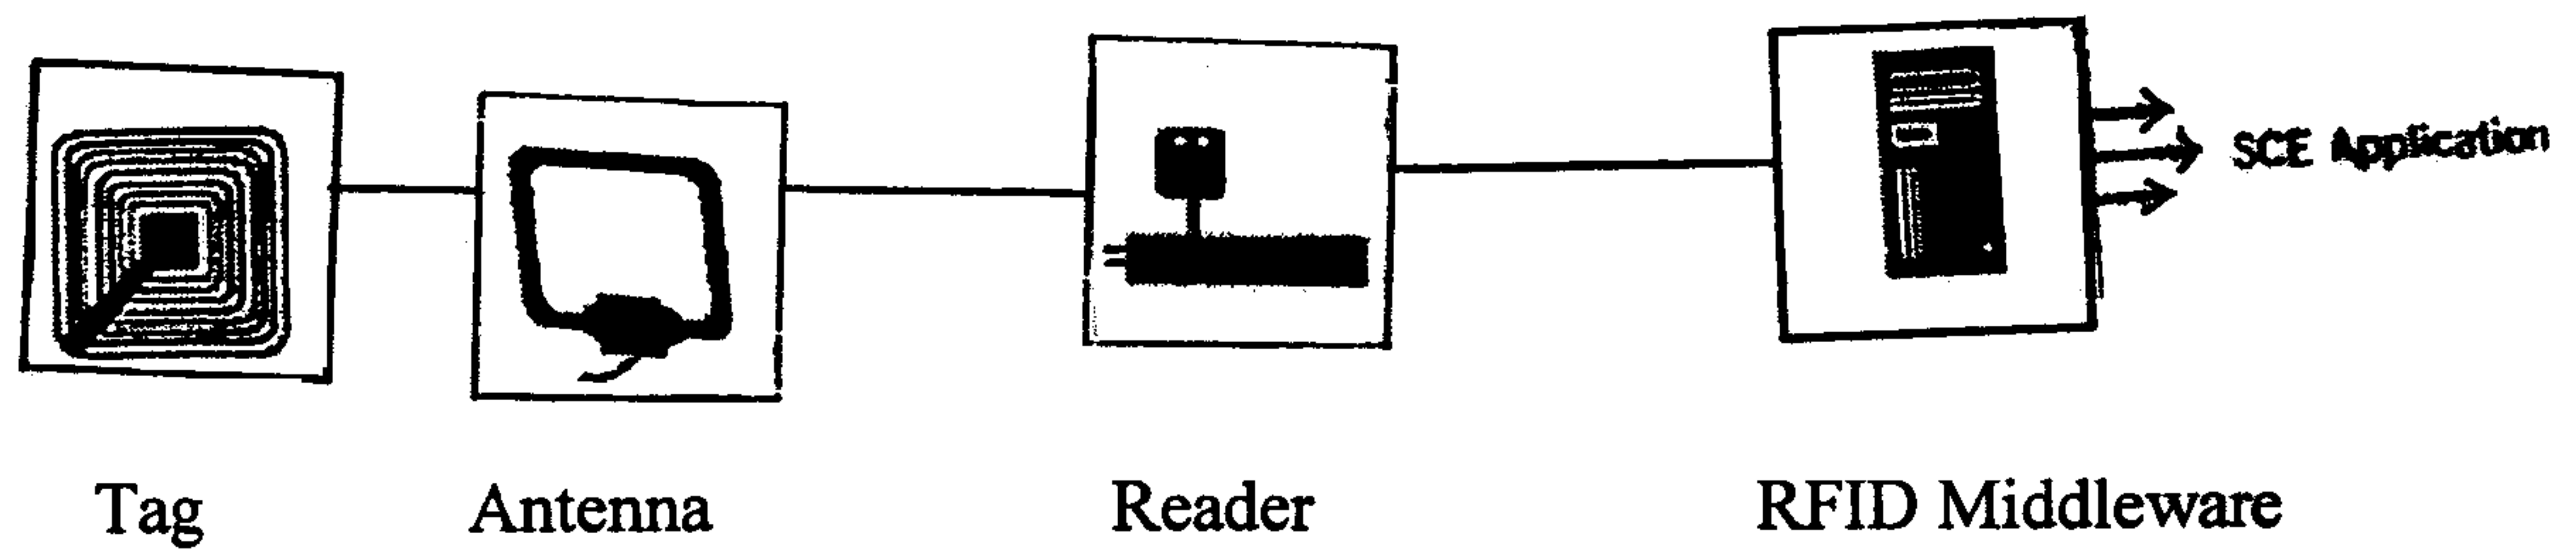 SCE Application
Tag
Antenna
Reader
RFID Middleware